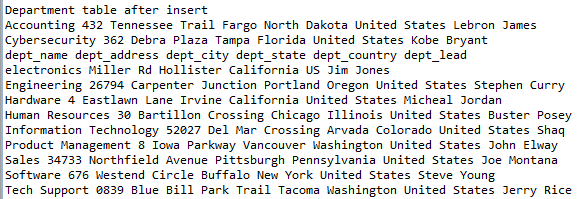 Department table after insert
Accounting 432 Tennessee Trail Fargo North Dakota United States Lebron James
Cybersecurity 362 Debra Plaza Tampa Florida United States Kobe Bryant
dept_name dept_address dept_city dept_state dept_country dept_lead
electronics Miller Rd Hollister California US Jim Jones
Engineering 26794 Carpenter Junction Portland Oregon United States Stephen Curry
Hardware 4 Eastlawn Lane Irvine California United States Micheal Jordan
Human Resources 30 Bartillon Crossing Chicago Illinois United States Buster Posey
Information Technology 52027 Del Mar Crossing Arvada Colorado United States Shaq
Product Management 8 Iowa Parkway Vancouver Washington United States John Elway
Sales 34733 Northfield Avenue Pittsburgh Pennsylvania United States Joe Montana
Software 676 Westend Circle Buffalo New York United States Steve Young
Tech Support 0839 Blue Bill Park Trail Tacoma Washington United States Jerry Rice